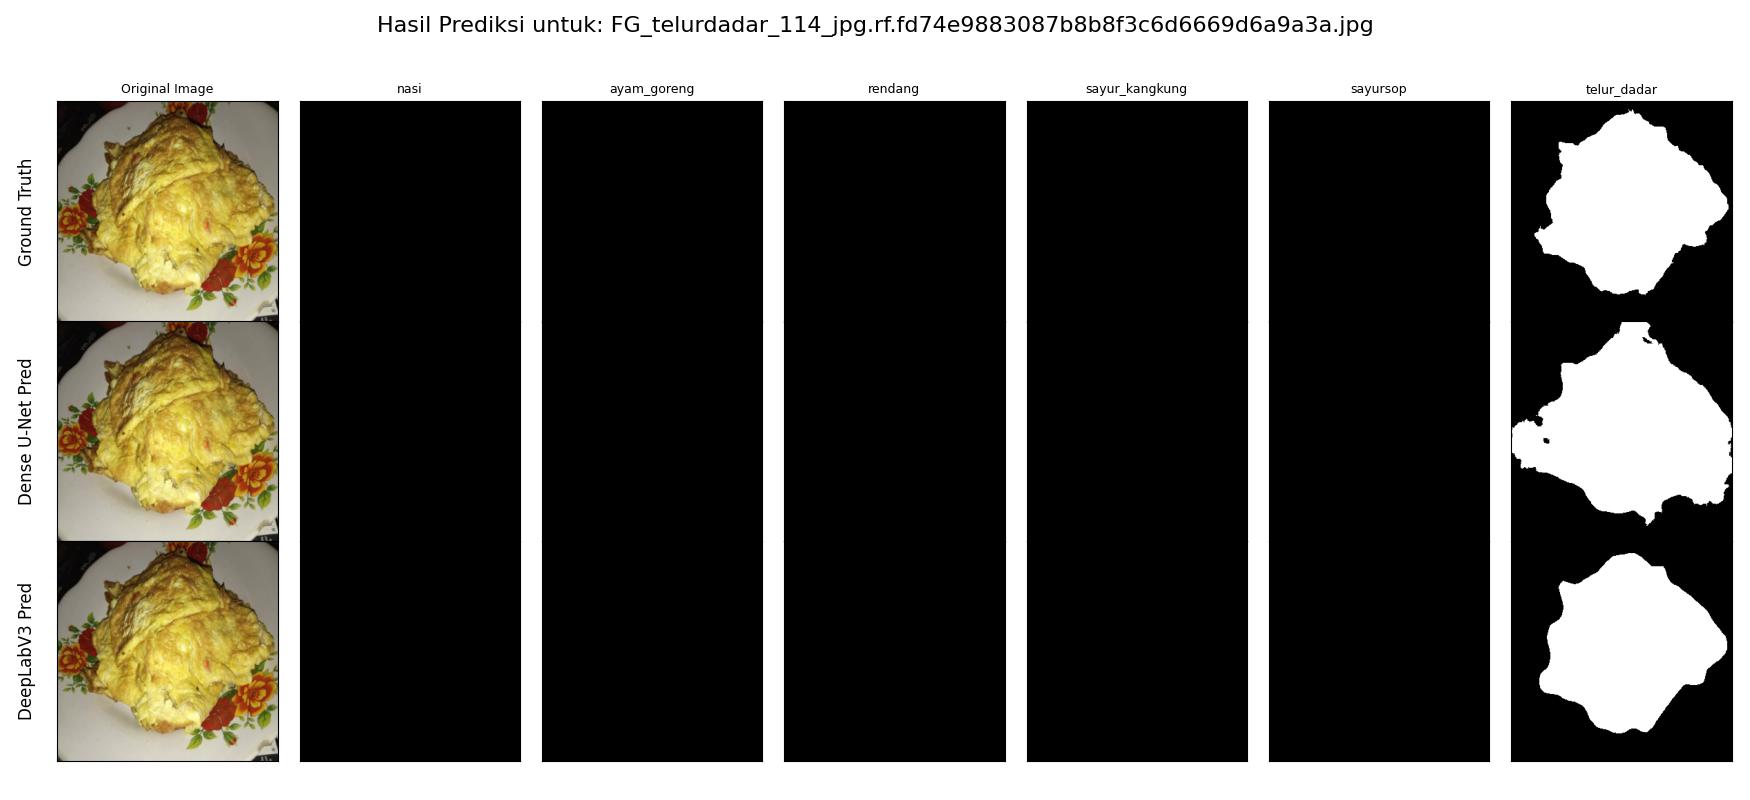 Hasil Prediksi untuk: FG_telurdadar_114_jpg.rf.fd74e9883087b8b8f3c6d6669d6a9a3a.jpg
Original Image
nasi
ayam_goreng
rendang
sayur_kangkung
sayursop
telur_dadar
Ground Truth
Dense U-Net Pred
DeepLabV3 Pred